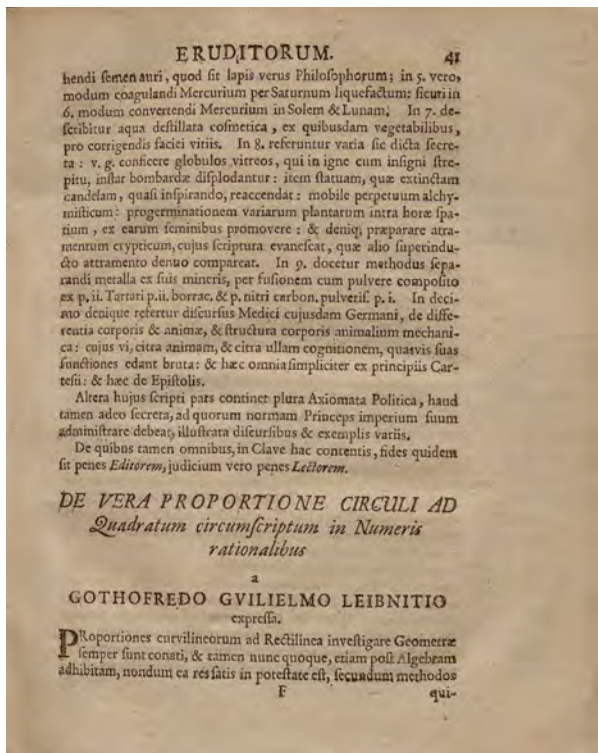 ERUDITORUM. 41
hendi ſemen auri, quod ſit lapis verus Philoſophorum; in 5. vero,
modum coagulandi Mercurium per Saturnum liquefactum: ſicuti in
6. modum convertendi Mercurium in Solem & Lunam. In 7. de-
ſcribitur aqua deſtillata coſmetica, ex quibusdam vegetabilibus,
pro corrigendis faciei vitiis. In 8. referuntur varia ſic dicta ſecre-
ta: v. g. conficere globulos vitreos, qui in igne cum inſigni ſtre-
pitu, inſtar bombardæ diſplodantur: item ſtatuam, quæ extinctam
candelam, quaſi inſpirando, reaccendat: mobile perpetuum alchy-
miſticum: progerminationem variarum plantarum intra horæ ſpa-
tium, ex earum ſeminibus promovere: & deniq; præparare atra-
mentum crypticum, cujus ſcriptura evaneſcat, quæ alio ſuperindu-
cto attramento denuo compareat. In 9. docetur methodus ſepa-
randi metalla ex ſuis mineris, per fuſionem cum pulvere compoſito
ex p. ii. Tartari p.ii. borrac. & p. nitri carbon. pulveriſ. p. i. In deci-
mo denique refertur diſcurſus Medici cujusdam Germani, de diffe-
rentia corporis & animæ, & ſtructura corporis animalium mechani-
ca: cujus vi, citra animam, & citra ullam cognitionem, quasvis ſuas
functiones edant bruta: & hæc omnia ſimpliciter ex principiis Car-
teſii: & hæc de Epiſtolis.
Altera hujus ſcripti pars continet plura Axiomata Politica, haud
tamen adeo ſecreta, ad quorum normam Princeps imperium ſuum
adminiſtrare debeat, illuſtrata diſcurſibus & exemplis variis.
De quibus tamen omnibus, in Clave hac contentis, fides quidem
ſit penes Editorem, judicium vero penes Lectorem.
DE VERA PROPORTIONE CIRCULI AD
Quadratum circumſcriptum in Numeris
rationalibus
a
GOTHOFREDO GVILIELMO LEIBNITIO
expreſſa.
PRoportiones curvilineorum ad Rectilinea inveſtigare Geometræ
ſemper ſunt conati, & tamen nunc quoque, etiam poſt Algebram
adhibitam, nondum ea res ſatis in poteſtate eſt, ſecundum methodos
F qui-